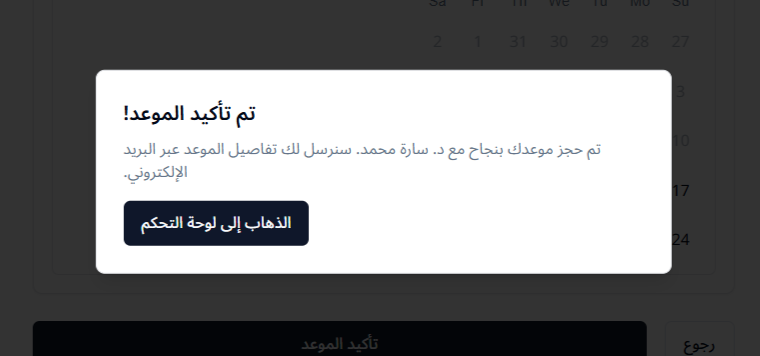 Su Mo Tu We Th Fr Sa
27 28 29 30 31 1 2
3
10
17
24
تم تأكيد الموعد!
تم حجز موعدك بنجاح مع د. سارة محمد. سنرسل لك تفاصيل الموعد عبر البريد
الإلكتروني.
الذهاب إلى لوحة التحكم
رجوع
تأكيد الموعد